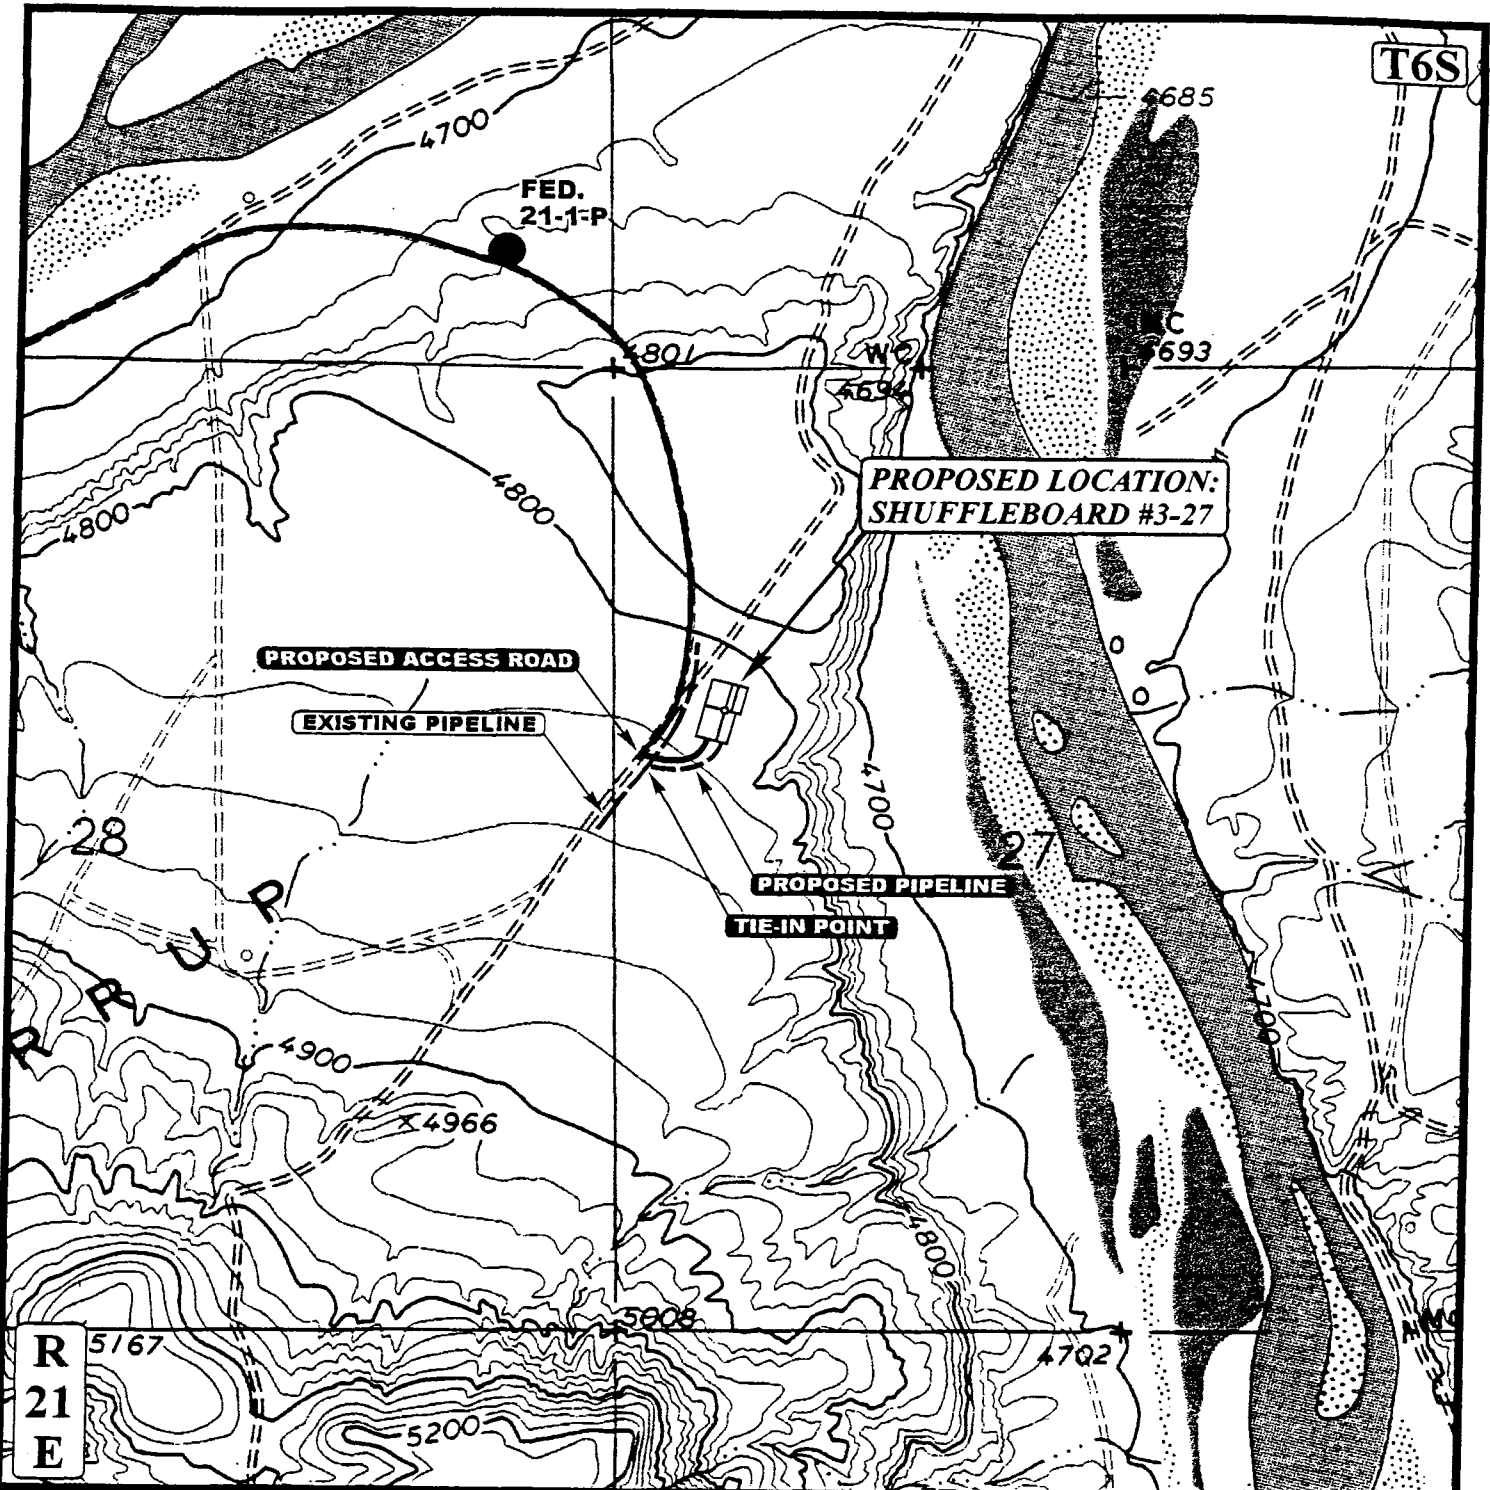 T6S
4685
4700
FED.
21-1-P
C
4801
WC
4693
4694
PROPOSED LOCATION:
SHUFFLEBOARD #3-27
4800
4800
PROPOSED ACCESS ROAD
EXISTING PIPELINE
4700
28
27
PROPOSED PIPELINE
TIE-IN POINT
P
U
R
R
4700
4900
4966
4800
5008
5167
4702
R
21
E
5200